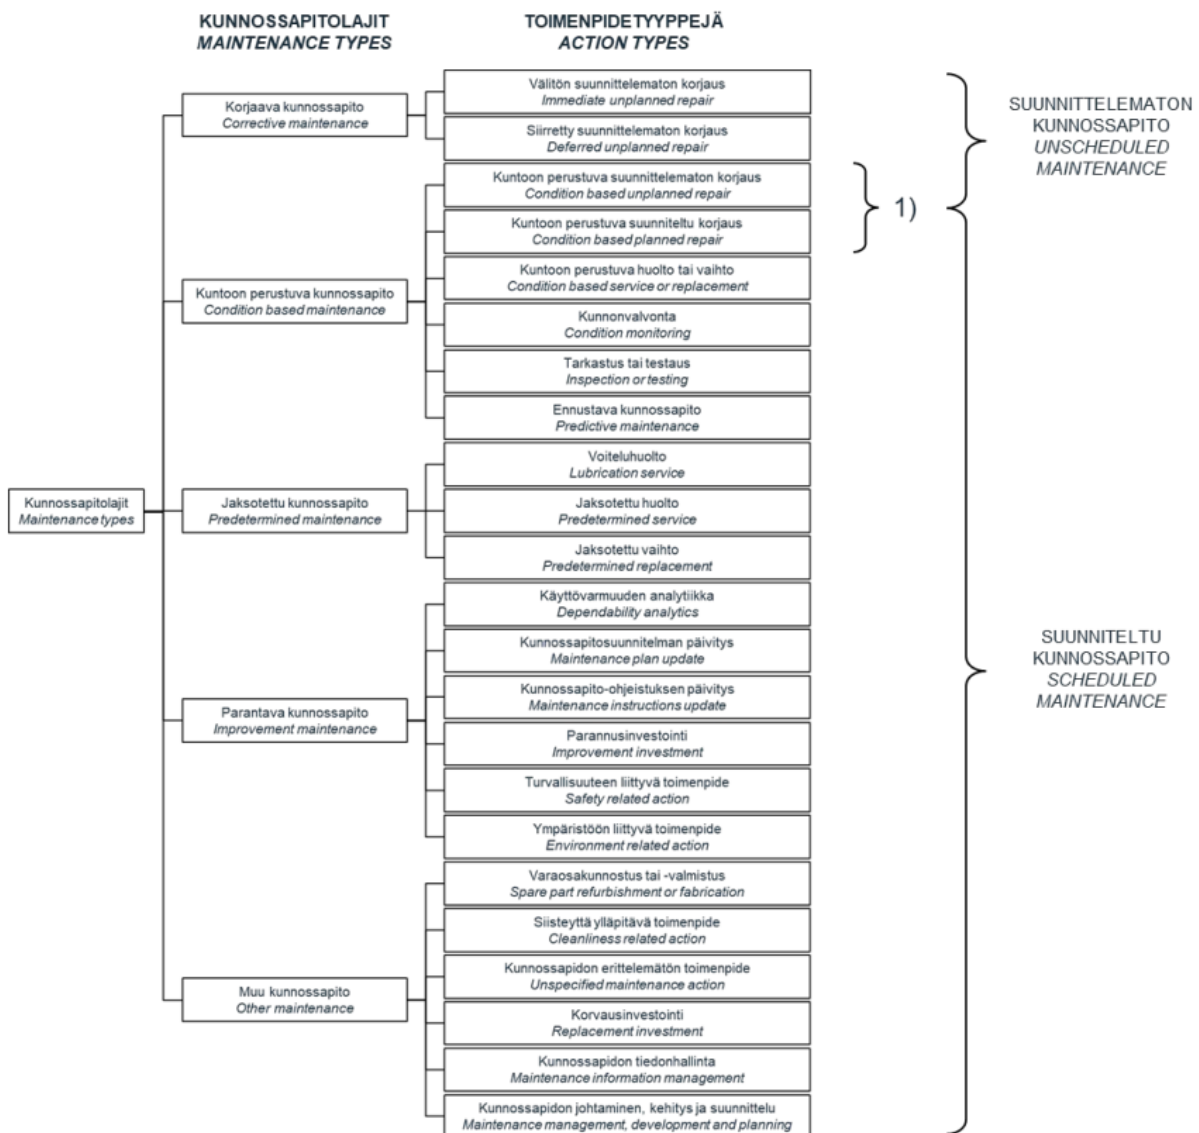 KUNNOSSAPITOLAJIT
MAINTENANCE TYPES
TOIMENPIDETYYPPEJÄ
ACTION TYPES
Kunnossapitolajit
Maintenance types
Korjaava kunnossapito
Corrective maintenance
Välitön suunnittelematon korjaus
Immediate unplanned repair
Siirretty suunnittelematon korjaus
Deferred unplanned repair
Kuntoon perustuva kunnossapito
Condition based maintenance
Kuntoon perustuva suunnittelematon korjaus
Condition based unplanned repair
Kuntoon perustuva suunniteltu korjaus
Condition based planned repair
Kuntoon perustuva huolto tai vaihto
Condition based service or replacement
Kunnonvalvonta
Condition monitoring
Tarkastus tai testaus
Inspection or testing
Ennustava kunnossapito
Predictive maintenance
Jaksotettu kunnossapito
Predetermined maintenance
Voiteluhuolto
Lubrication service
Jaksotettu huolto
Predetermined service
Jaksotettu vaihto
Predetermined replacement
Parantava kunnossapito
Improvement maintenance
Käyttövarmuuden analytiikka
Dependability analytics
Kunnossapitosuunnitelman päivitys
Maintenance plan update
Kunnossapito-ohjeistuksen päivitys
Maintenance instructions update
Parannusinvestointi
Improvement investment
Turvallisuuteen liittyvä toimenpide
Safety related action
Ympäristöön liittyvä toimenpide
Environment related action
Muu kunnossapito
Other maintenance
Varaosakunnostus tai -valmistus
Spare part refurbishment or fabrication
Siisteyttä ylläpitävä toimenpide
Cleanliness related action
Kunnossapidon erittelemätön toimenpide
Unspecified maintenance action
Korvausinvestointi
Replacement investment
Kunnossapidon tiedonhallinta
Maintenance information management
Kunnossapidon johtaminen, kehitys ja suunnittelu
Maintenance management, development and planning
1)
SUUNNITTELEMATON
KUNNOSSAPITO
UNSCHEDULED
MAINTENANCE
SUUNNITELTU
KUNNOSSAPITO
SCHEDULED
MAINTENANCE